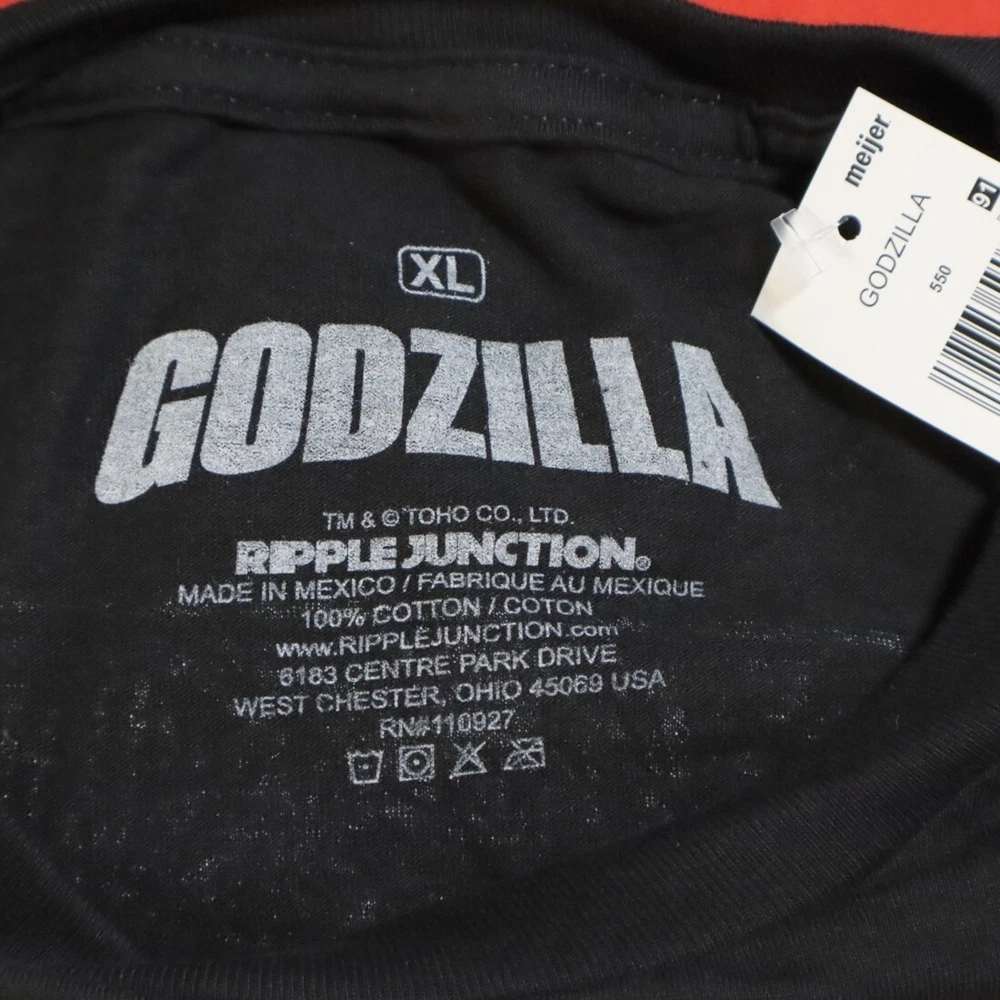 XL
GODZILLA
TM & © TOHO CO., LTD.
RIPPLE JUNCTION®
MADE IN MEXICO / FABRIQUE AU MEXIQUE
100% COTTON / COTON
www.RIPPLEJUNCTION.com
6183 CENTRE PARK DRIVE
WEST CHESTER, OHIO 45069 USA
RN#110927
meijer
GODZILLA
550
91